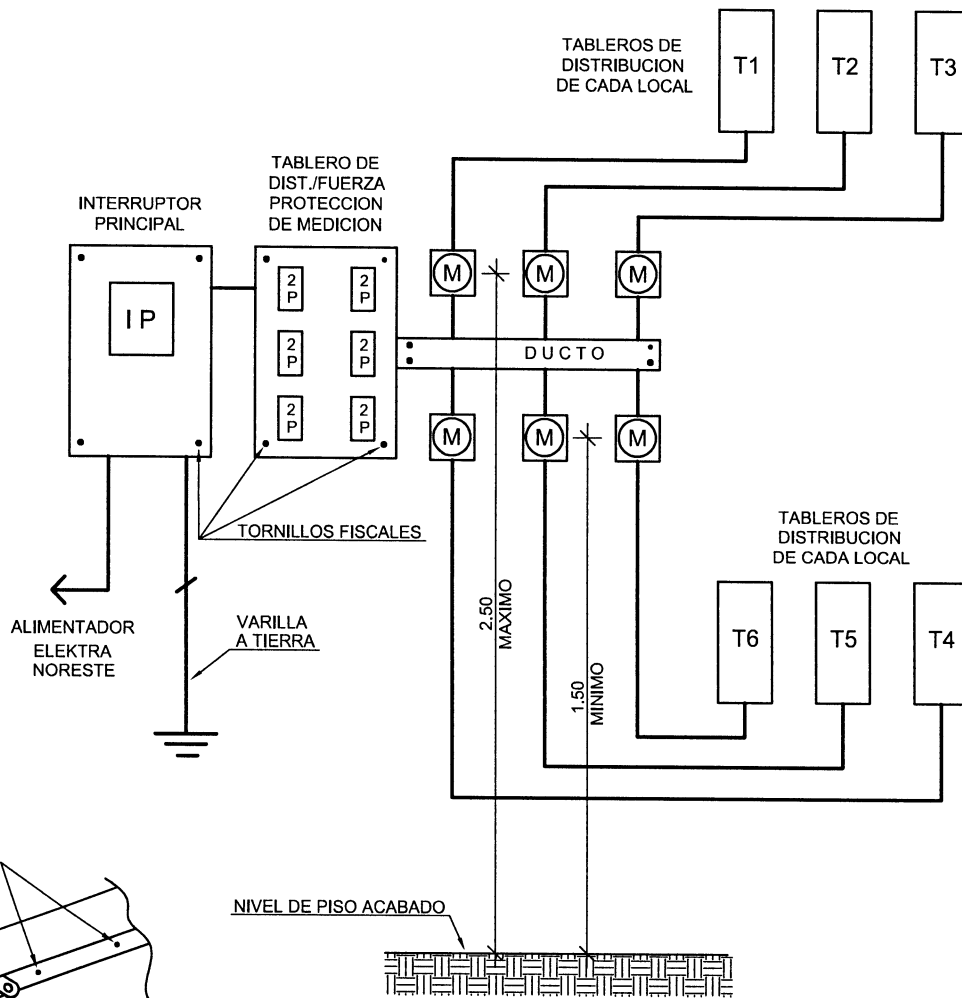 TABLEROS DE
DISTRIBUCION
DE CADA LOCAL
T1
T2
T3
INTERRUPTOR
PRINCIPAL
TABLERO DE
DIST./FUERZA
PROTECCION
DE MEDICION
I P
2
P
2
P
2
P
2
P
2
P
2
P
M
M
M
DUCTO
M
M
M
TORNILLOS FISCALES
ALIMENTADOR
ELEKTRA
NORESTE
VARILLA
A TIERRA
2.50
MAXIMO
1.50
MINIMO
TABLEROS DE
DISTRIBUCION
DE CADA LOCAL
T6
T5
T4
NIVEL DE PISO ACABADO